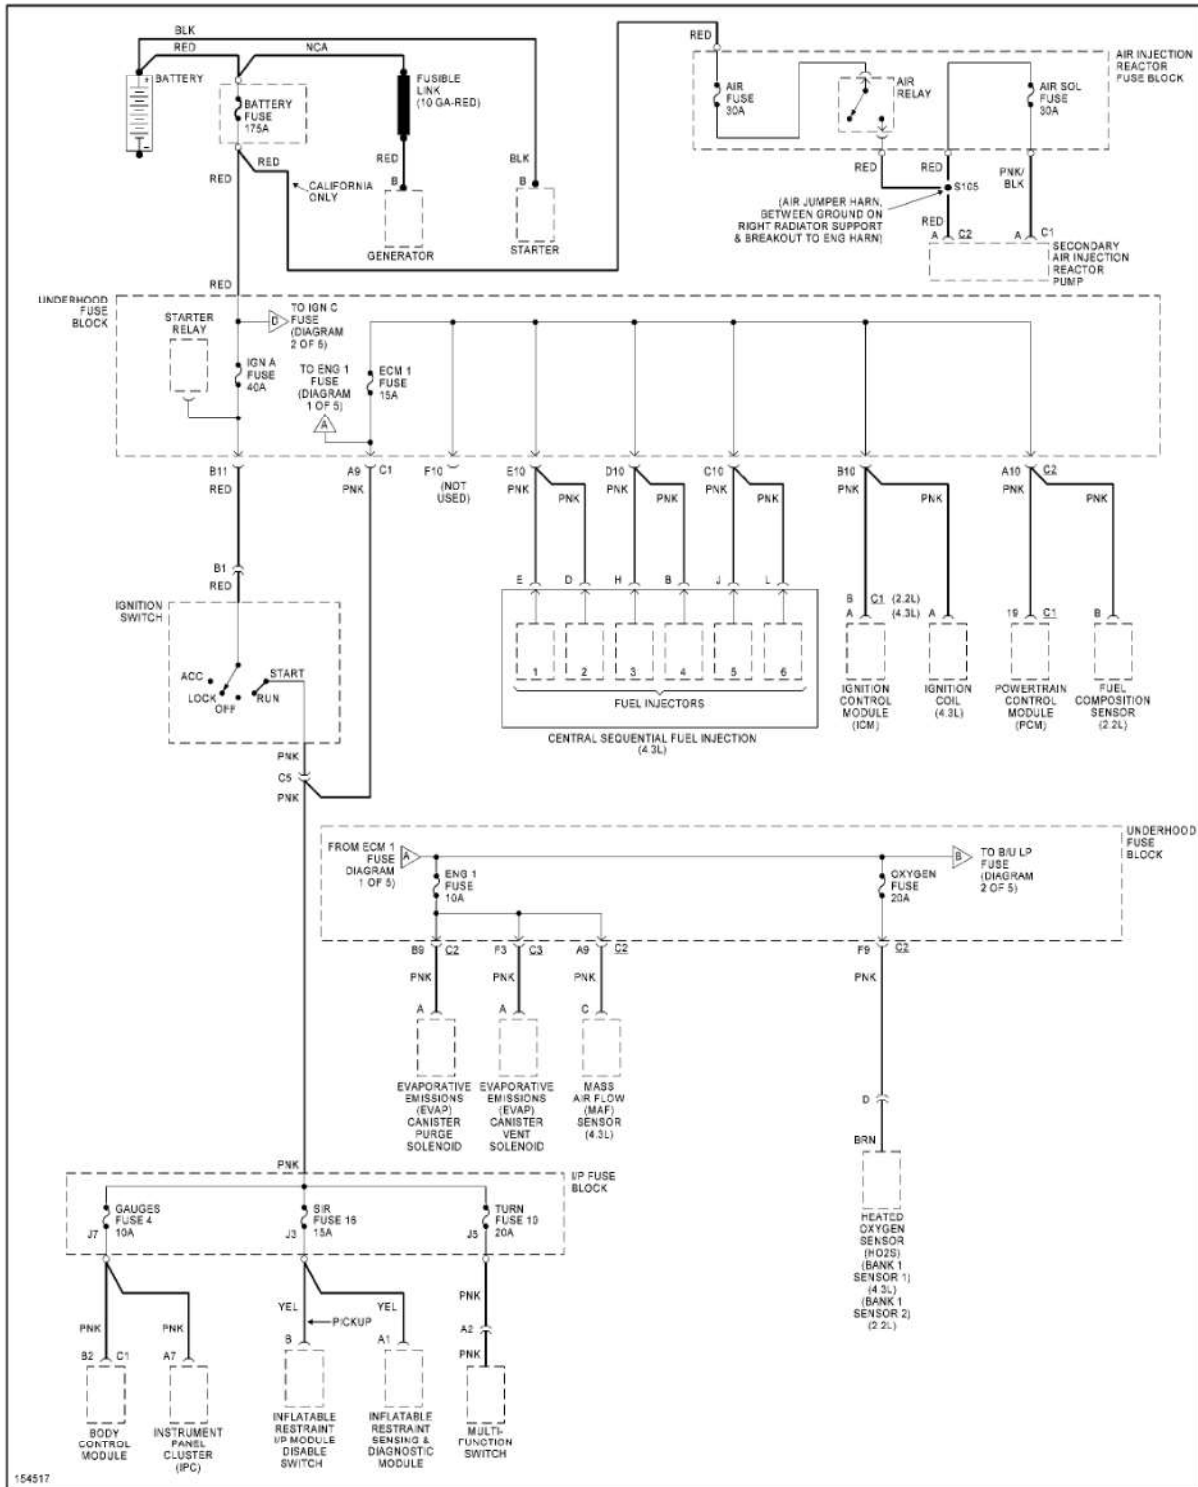 BLK
RED
NCA
RED
BATTERY
BATTERY
FUSE
175A
FUSIBLE
LINK
(10 GA-RED)
AIR
FUSE
30A
AIR
RELAY
AIR SOL
FUSE
30A
AIR INJECTION
REACTOR
FUSE BLOCK
RED
RED
CALIFORNIA
ONLY
RED
B
BLK
B
GENERATOR
STARTER
RED
RED
PNK/
BLK
S105
(AIR JUMPER HARN,
BETWEEN GROUND ON
RIGHT RADIATOR SUPPORT
& BREAKOUT TO ENG HARN)
RED
A C2
A C1
SECONDARY
AIR INJECTION
REACTOR
PUMP
RED
UNDERHOOD
FUSE
BLOCK
STARTER
RELAY
D
TO IGN C
FUSE
(DIAGRAM
2 OF 5)
IGN A
FUSE
40A
TO ENG 1
FUSE
(DIAGRAM
1 OF 5)
A
ECM 1
FUSE
15A
B11
RED
A9 C1
PNK
F10
(NOT
USED)
E10
PNK
PNK
D10
PNK
PNK
C10
PNK
PNK
B10
PNK
PNK
A10 C2
PNK
PNK
B1
RED
IGNITION
SWITCH
ACC
LOCK
OFF
RUN
START
E D H B J L
1 2 3 4 5 6
FUEL INJECTORS
CENTRAL SEQUENTIAL FUEL INJECTION
(4.3L)
B C1 (2.2L)
A (4.3L)
A
19 C1
B
IGNITION
CONTROL
MODULE
(ICM)
IGNITION
COIL
(4.3L)
POWERTRAIN
CONTROL
MODULE
(PCM)
FUEL
COMPOSITION
SENSOR
(2.2L)
PNK
C5
PNK
UNDERHOOD
FUSE
BLOCK
FROM ECM 1
FUSE
DIAGRAM
1 OF 5)
A
ENG 1
FUSE
10A
OXYGEN
FUSE
20A
B
TO B/U LP
FUSE
(DIAGRAM
2 OF 5)
B9 C2
F3 C3
A9 C2
F9 C2
PNK
PNK
PNK
PNK
A
A
C
EVAPORATIVE
EMISSIONS
(EVAP)
CANISTER
PURGE
SOLENOID
EVAPORATIVE
EMISSIONS
(EVAP)
CANISTER
VENT
SOLENOID
MASS
AIR FLOW
(MAF)
SENSOR
(4.3L)
D
BRN
HEATED
OXYGEN
SENSOR
(HO2S)
(BANK 1
SENSOR 1)
(4.3L)
(BANK 1
SENSOR 2)
(2.2L)
PNK
I/P FUSE
BLOCK
GAUGES
FUSE 4
10A
J7
SIR
FUSE 16
15A
J3
TURN
FUSE 10
20A
J5
PNK
PNK
YEL
PICKUP
YEL
PNK
A2
PNK
B2 C1
A7
B
A1
BODY
CONTROL
MODULE
INSTRUMENT
PANEL
CLUSTER
(IPC)
INFLATABLE
RESTRAINT
I/P MODULE
DISABLE
SWITCH
INFLATABLE
RESTRAINT
SENSING &
DIAGNOSTIC
MODULE
MULTI-
FUNCTION
SWITCH
154517